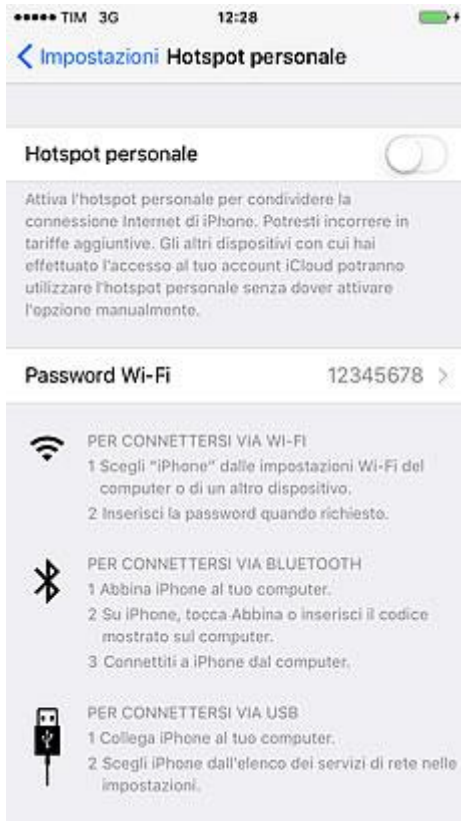 TIM 3G 12:28
Impostazioni Hotspot personale
Hotspot personale
Attiva l'hotspot personale per condividere la
connessione Internet di iPhone. Potresti incorrere in
tariffe aggiuntive. Gli altri dispositivi con cui hai
effettuato l'accesso al tuo account iCloud potranno
utilizzare l'hotspot personale senza dover attivare
l'opzione manualmente.
Password Wi-Fi 12345678
PER CONNETTERSI VIA WI-FI
1 Scegli "iPhone" dalle impostazioni Wi-Fi del
computer o di un altro dispositivo.
2 Inserisci la password quando richiesto.
PER CONNETTERSI VIA BLUETOOTH
1 Abbina iPhone al tuo computer.
2 Su iPhone, tocca Abbina o inserisci il codice
mostrato sul computer.
3 Connettiti a iPhone dal computer.
PER CONNETTERSI VIA USB
1 Collega iPhone al tuo computer.
2 Scegli iPhone dall'elenco dei servizi di rete nelle
impostazioni.